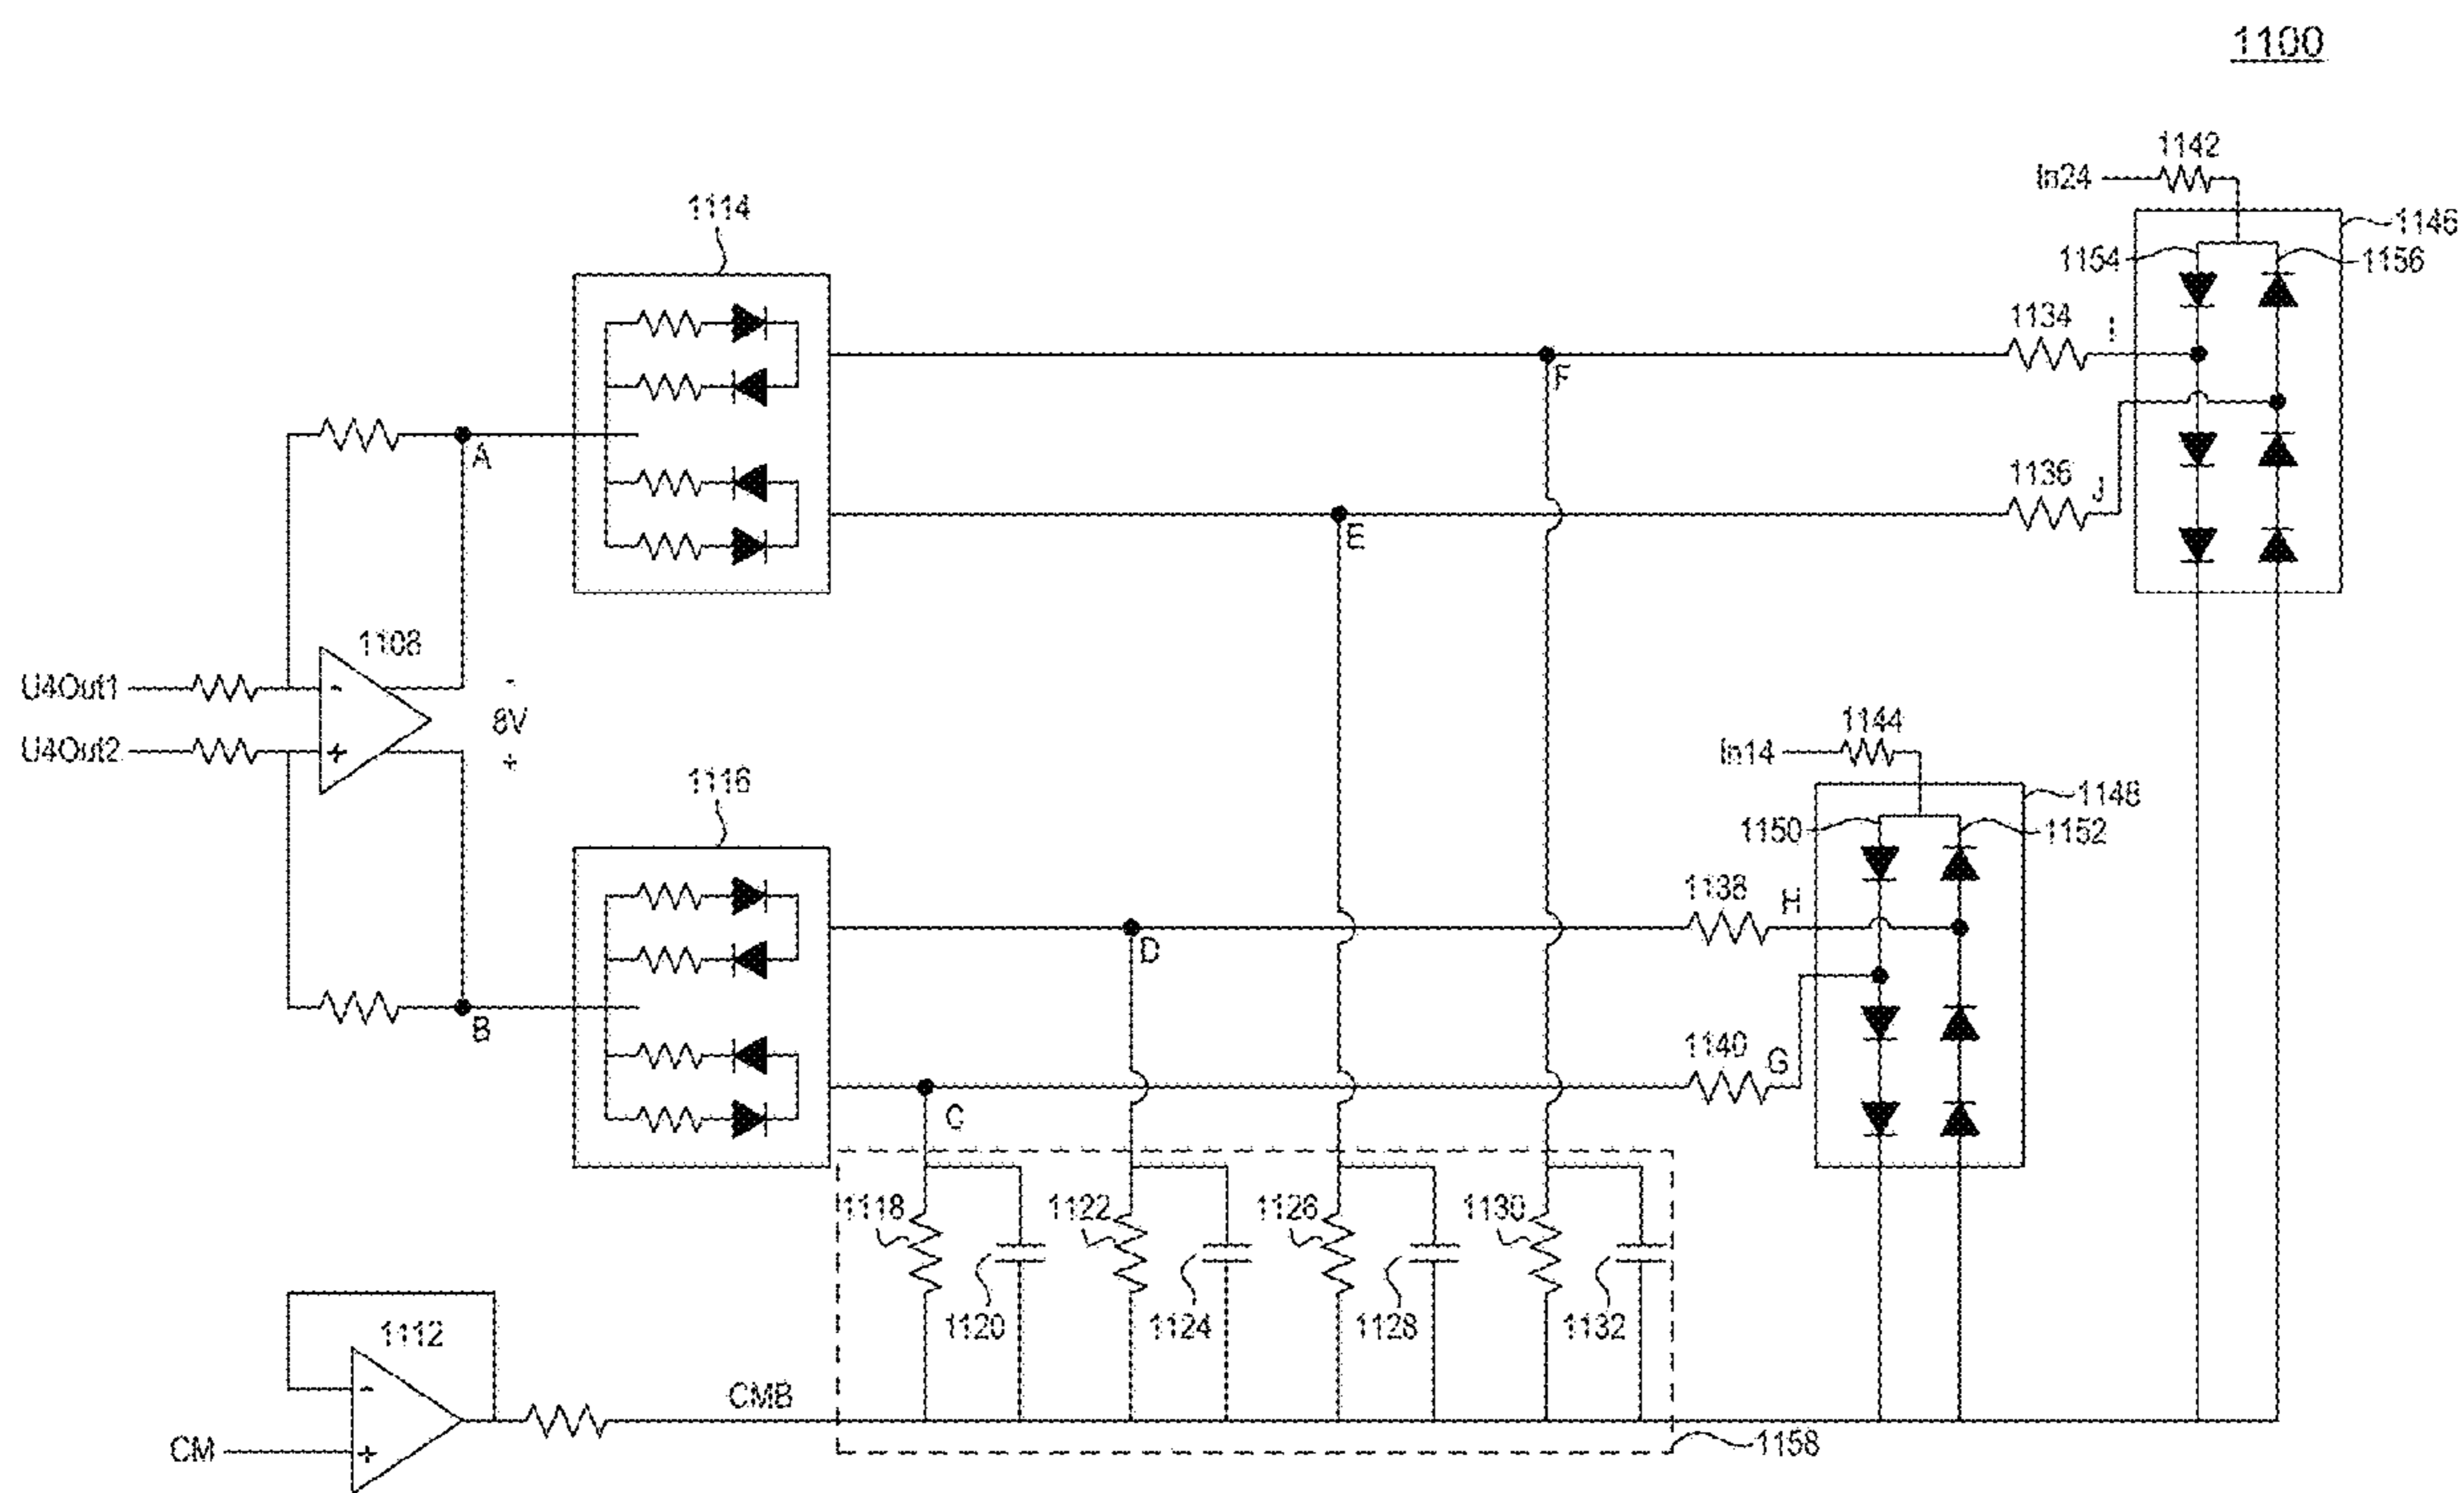 1100
1142
In24
1146
1154
1156
1114
1134
I
F
1136
J
A
E
1108
U4Out1
-
-
8V
U4Out2
+
+
1116
1144
In14
1148
1150
1152
1138
H
D
B
1140
G
C
1118
1122
1126
1130
1120
1124
1128
1132
1112
-
CMB
CM
+
1158